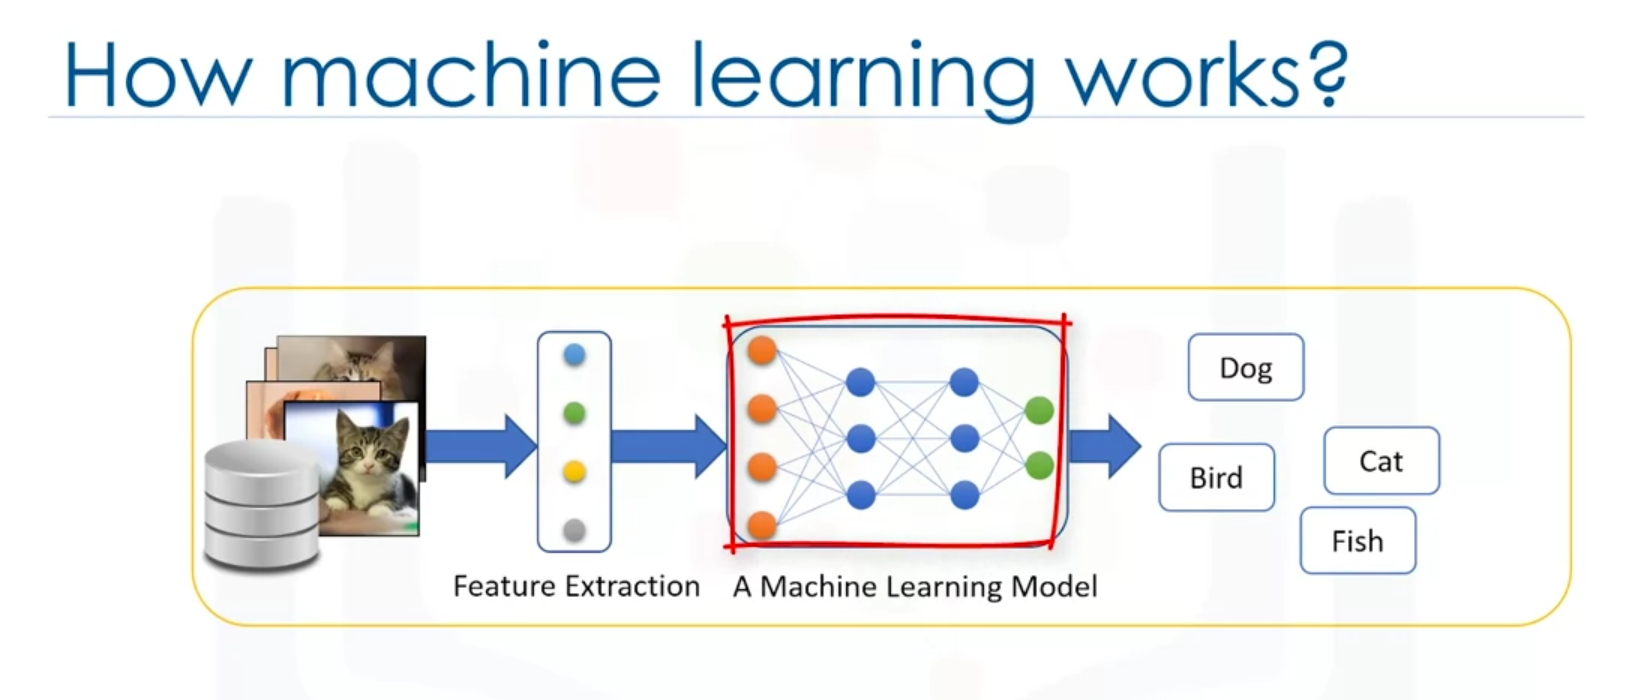 How machine learning works?
Dog
Cat
Bird
Fish
Feature Extraction
A Machine Learning Model